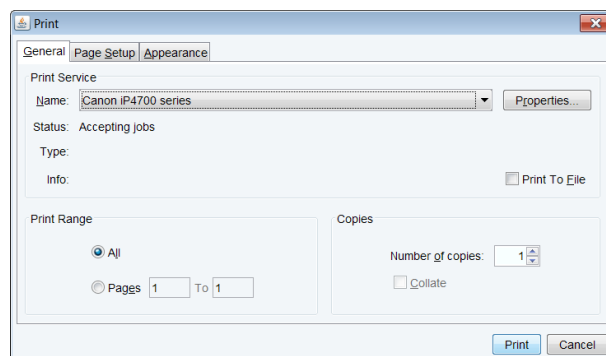 Print
General Page Setup Appearance
Print Service
Name: Canon iP4700 series Properties...
Status: Accepting jobs
Type:
Info: Print To File
Print Range
All
Pages 1 To 1
Copies
Number of copies: 1
Collate
Print Cancel